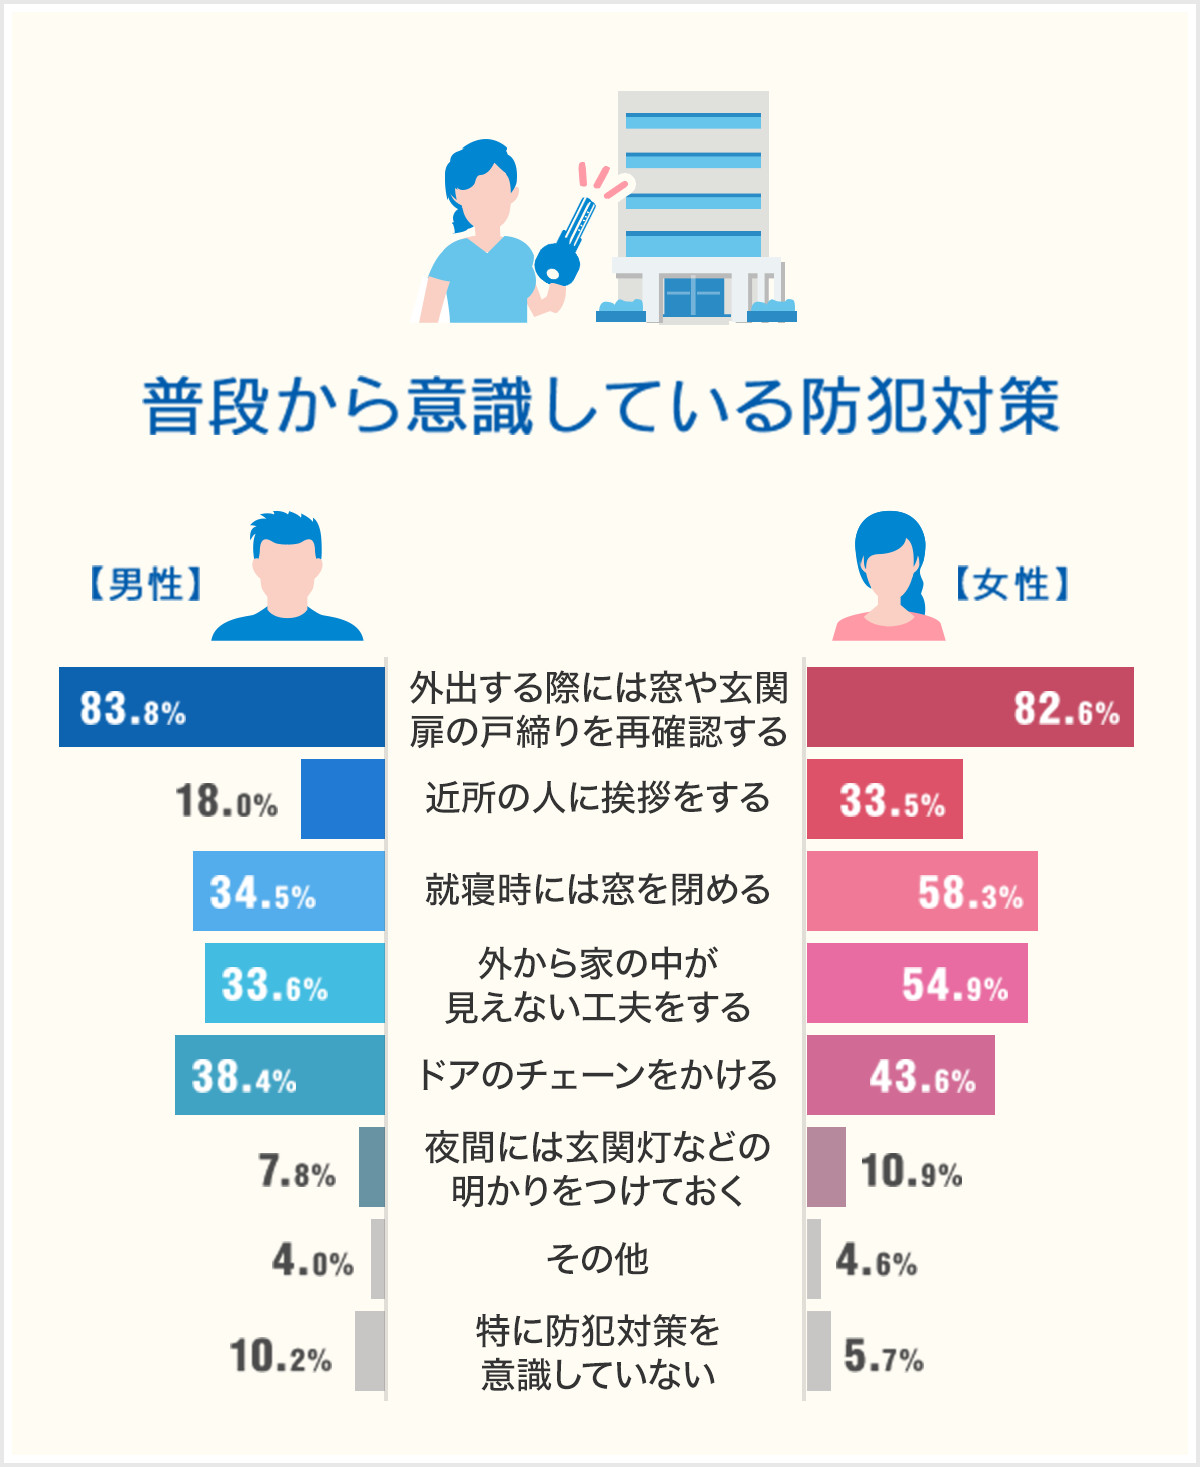 普段から意識している防犯対策
【男性】
【女性】
83.8%
外出する際には窓や玄関
扉の戸締りを再確認する
82.6%
18.0%
近所の人に挨拶をする
33.5%
34.5%
就寝時には窓を閉める
58.3%
33.6%
外から家の中が
見えない工夫をする
54.9%
38.4%
ドアのチェーンをかける
43.6%
7.8%
夜間には玄関灯などの
明かりをつけておく
10.9%
4.0%
その他
4.6%
10.2%
特に防犯対策を
意識していない
5.7%